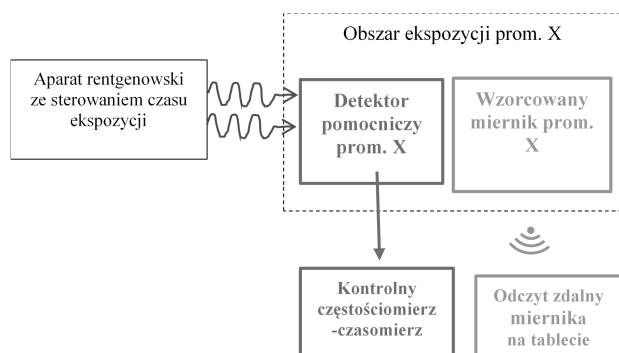 Obszar ekspozycji prom. X
Aparat rentgenowski
ze sterowaniem czasu
ekspozycji
Detektor
pomocniczy
prom. X
Wzorcowany
miernik prom.
X
Kontrolny
częstościomierz
-czasomierz
Odczyt zdalny
miernika
na tablecie